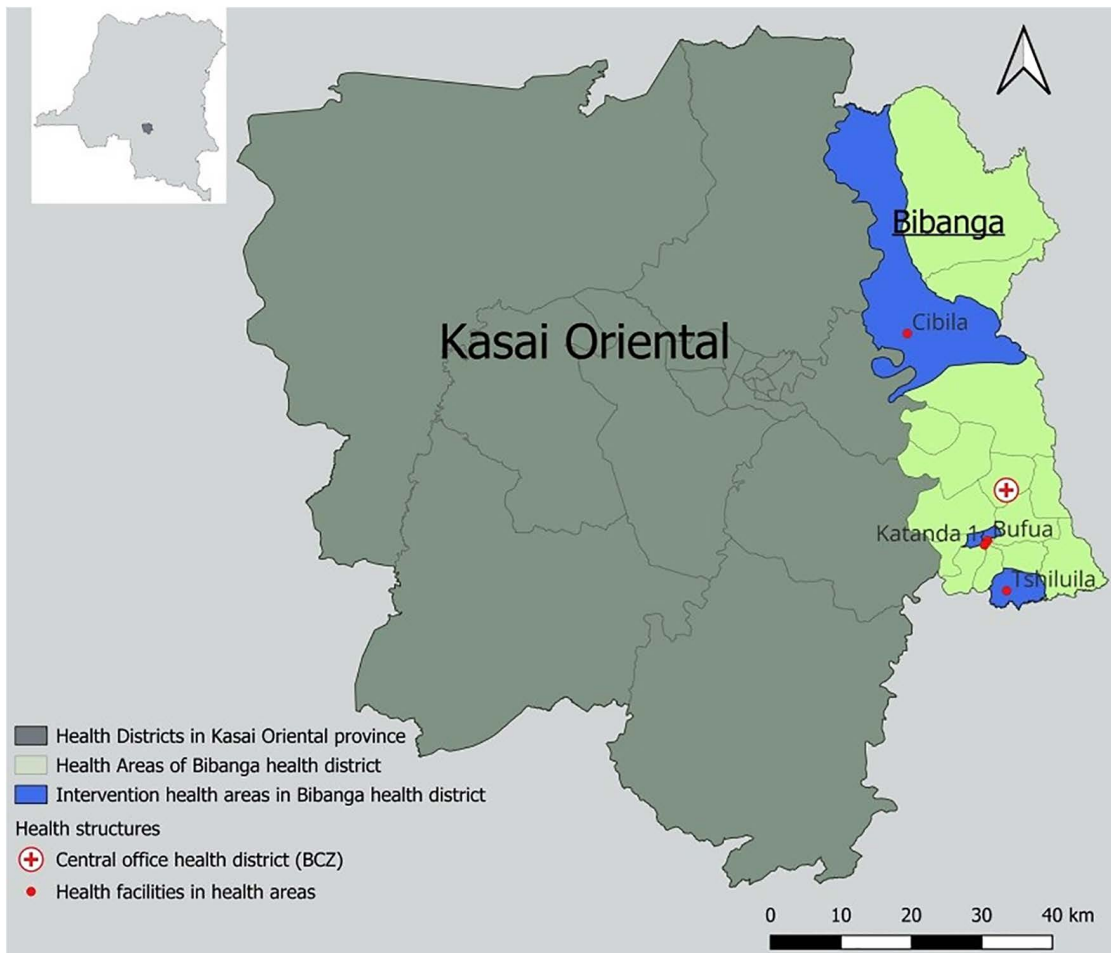 Bibanga
Cibila
Kasai Oriental
Katanda 1
Bufua
Tshiluila
Health Districts in Kasai Oriental province
Health Areas of Bibanga health district
Intervention health areas in Bibanga health district
Health structures
Central office health district (BCZ)
Health facilities in health areas
0 10 20 30 40 km